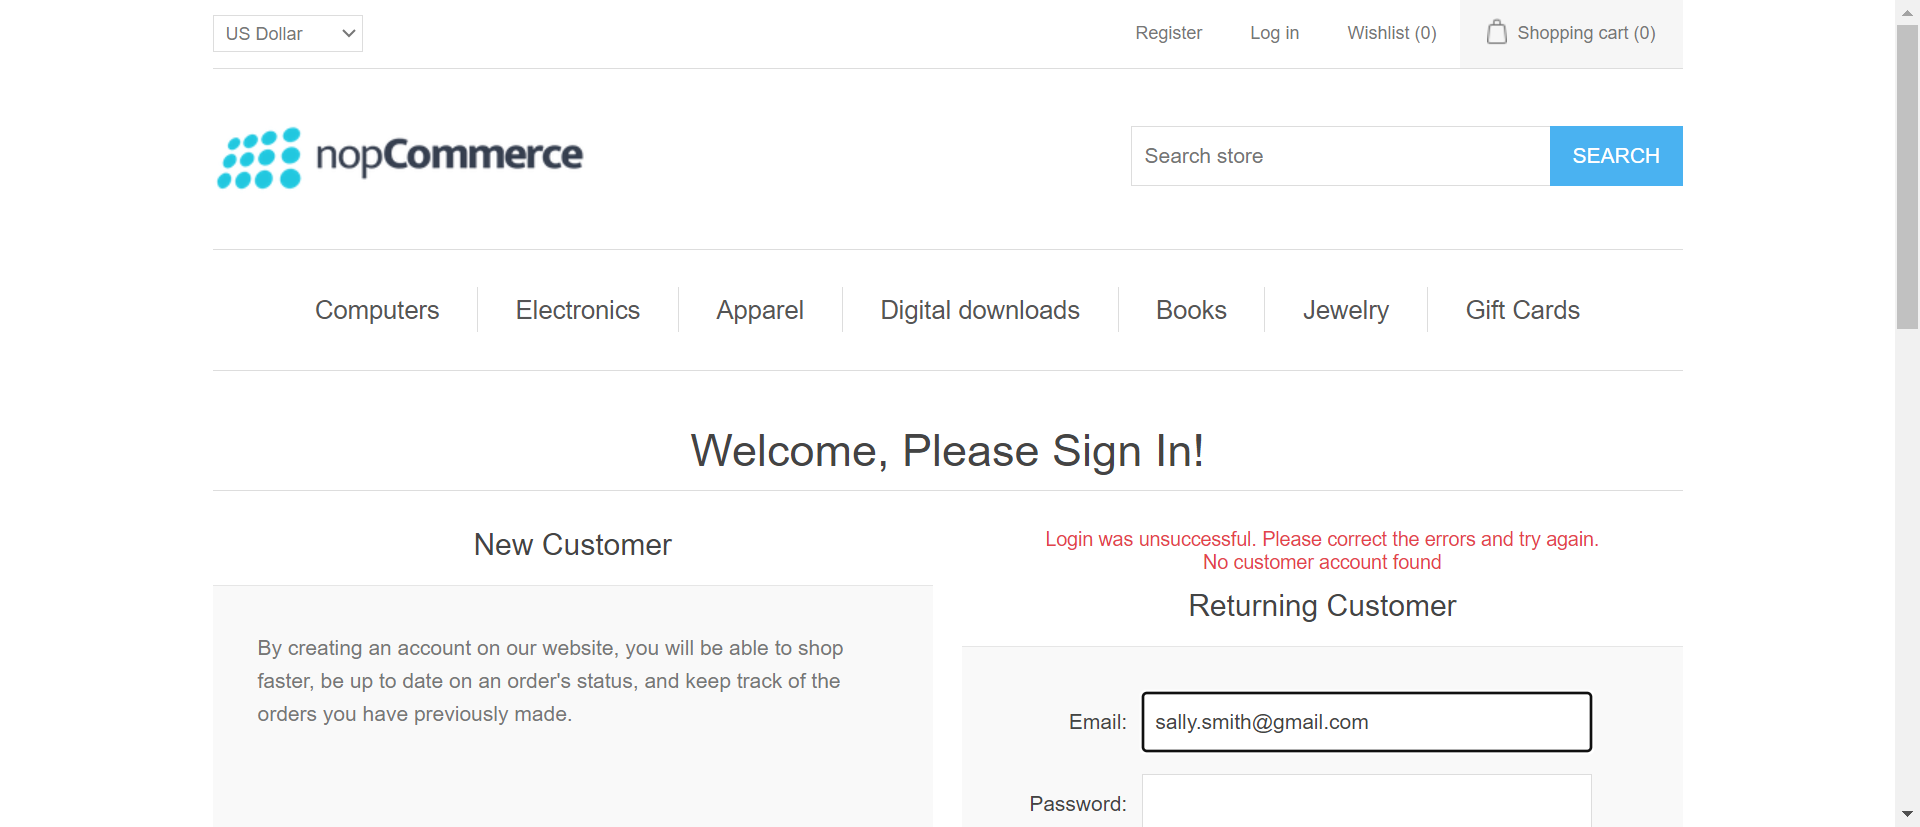 US Dollar
Register
Log in
Wishlist (0)
Shopping cart (0)
nopCommerce
Search store
SEARCH
Computers
Electronics
Apparel
Digital downloads
Books
Jewelry
Gift Cards
Welcome, Please Sign In!
New Customer
By creating an account on our website, you will be able to shop
faster, be up to date on an order's status, and keep track of the
orders you have previously made.
Login was unsuccessful. Please correct the errors and try again.
No customer account found
Returning Customer
Email:
sally.smith@gmail.com
Password: